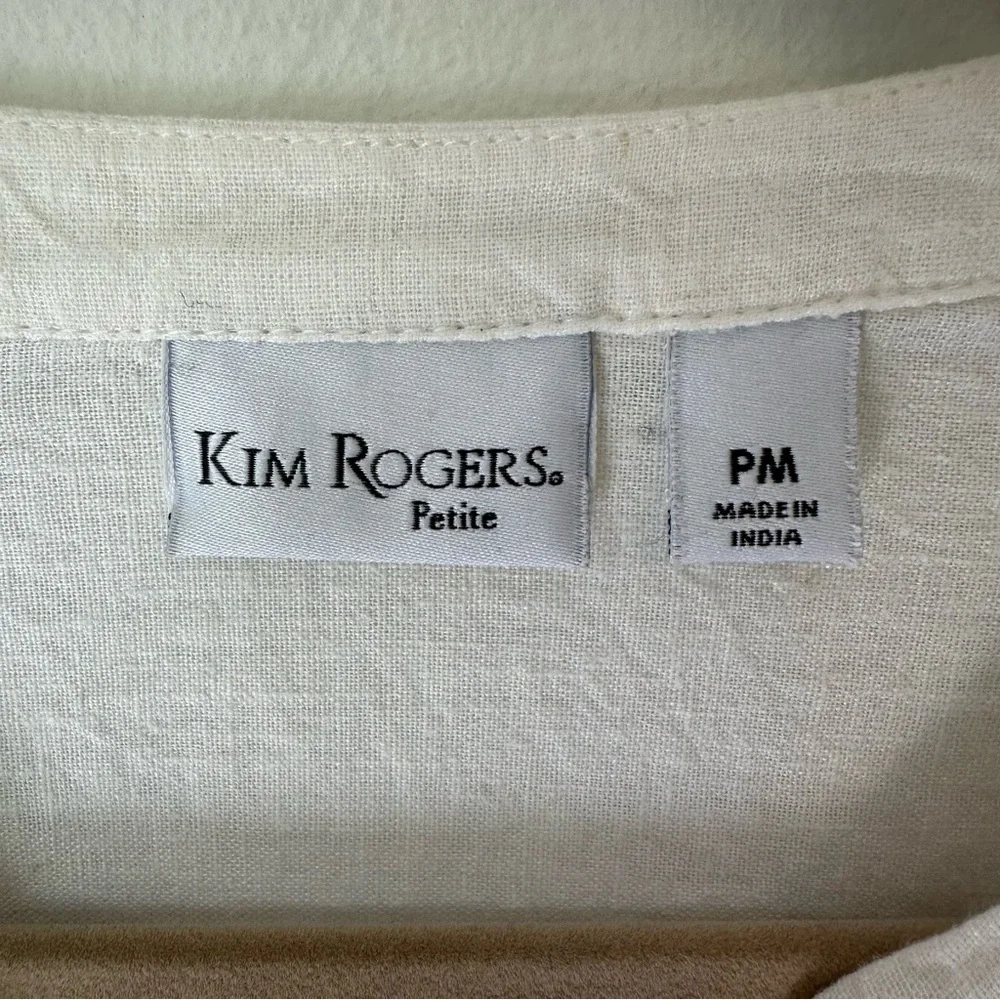 KIM ROGERS®
Petite
PM
MADE IN
INDIA